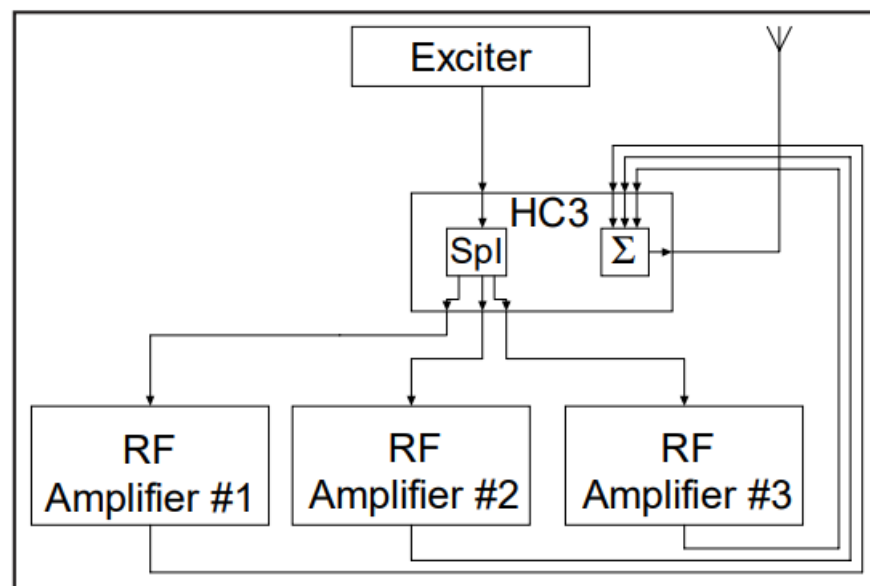 Exciter
HC3
Spl
Σ
RF
Amplifier #1
RF
Amplifier #2
RF
Amplifier #3